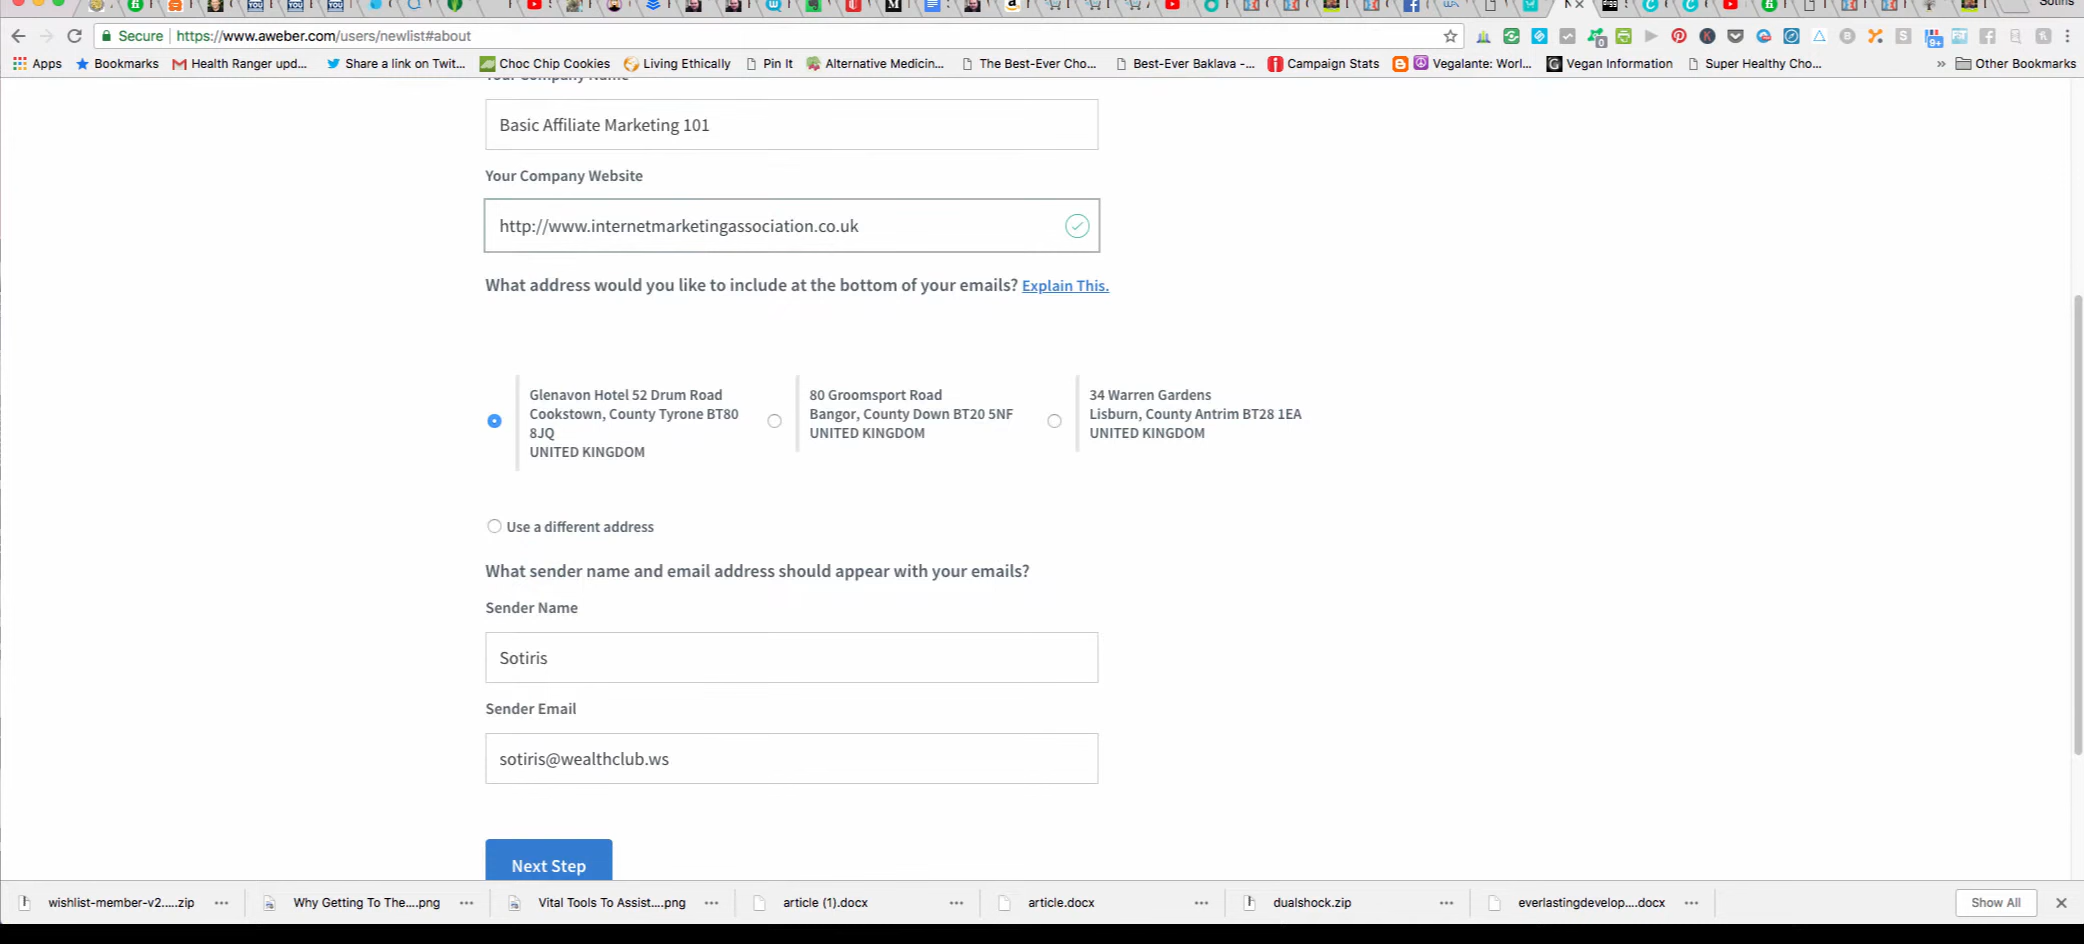 Sotiris
Secure https://www.aweber.com/users/newlist#about
Apps Bookmarks Health Ranger upd... Share a link on Twit... Choc Chip Cookies Living Ethically Pin It Alternative Medicin... The Best-Ever Cho... Best-Ever Baklava -... Campaign Stats Vegalante: Worl... Vegan Information Super Healthy Cho... » Other Bookmarks
Your Company Name
Basic Affiliate Marketing 101
Your Company Website
http://www.internetmarketingassociation.co.uk
What address would you like to include at the bottom of your emails? Explain This.
Glenavon Hotel 52 Drum Road
Cookstown, County Tyrone BT80
8JQ
UNITED KINGDOM
80 Groomsport Road
Bangor, County Down BT20 5NF
UNITED KINGDOM
34 Warren Gardens
Lisburn, County Antrim BT28 1EA
UNITED KINGDOM
Use a different address
What sender name and email address should appear with your emails?
Sender Name
Sotiris
Sender Email
sotiris@wealthclub.ws
Next Step
wishlist-member-v2.....zip Why Getting To The....png Vital Tools To Assist....png article (1).docx article.docx dualshock.zip everlastingdevelop....docx Show All